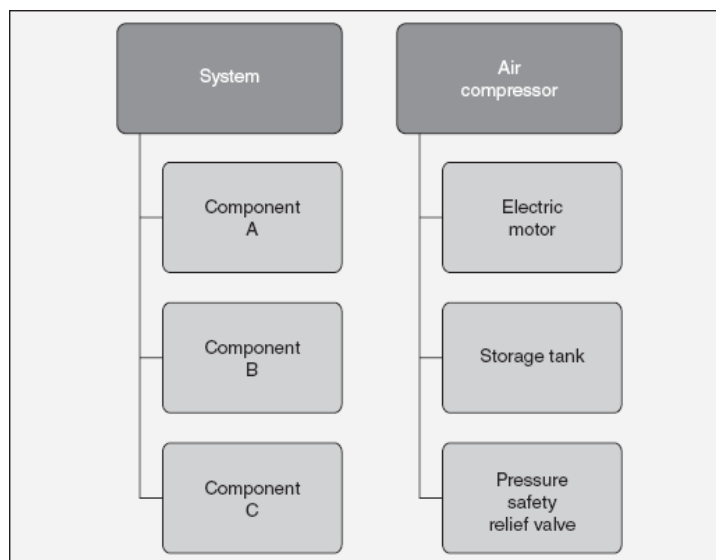 System
Component
A
Component
B
Component
C
Air
compressor
Electric
motor
Storage tank
Pressure
safety
relief valve